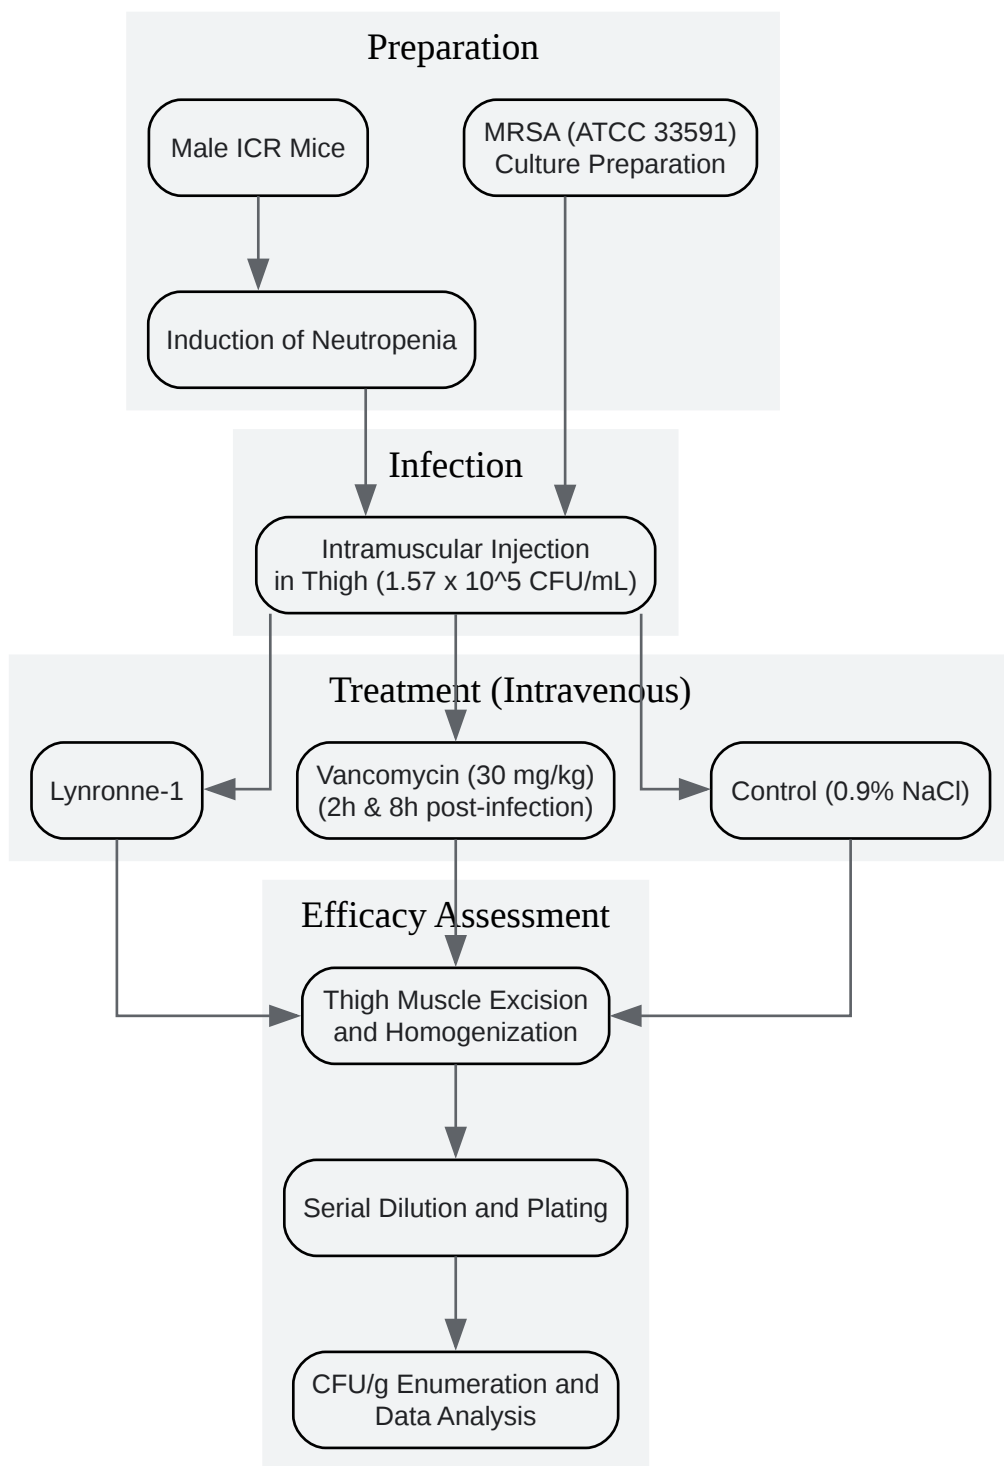 Preparation
Male ICR Mice
MRSA (ATCC 33591)
Culture Preparation
Induction of Neutropenia
Infection
Intramuscular Injection
in Thigh (1.57 x 10^5 CFU/mL)
Treatment (Intravenous)
Lynronne-1
Vancomycin (30 mg/kg)
(2h & 8h post-infection)
Control (0.9% NaCl)
Efficacy Assessment
Thigh Muscle Excision
and Homogenization
Serial Dilution and Plating
CFU/g Enumeration and
Data Analysis